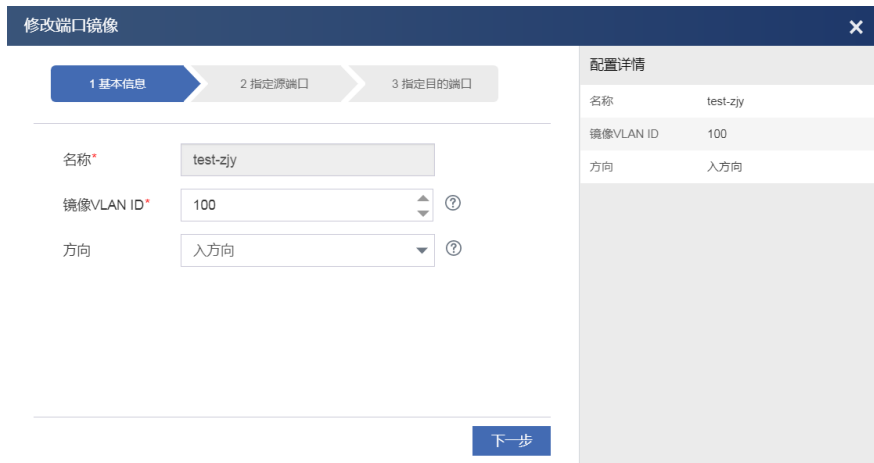 修改端口镜像
1 基本信息 2 指定源端口 3 指定目的端口
名称* test-zjy
镜像VLAN ID* 100
方向 入方向
下一步
配置详情
名称 test-zjy
镜像VLAN ID 100
方向 入方向